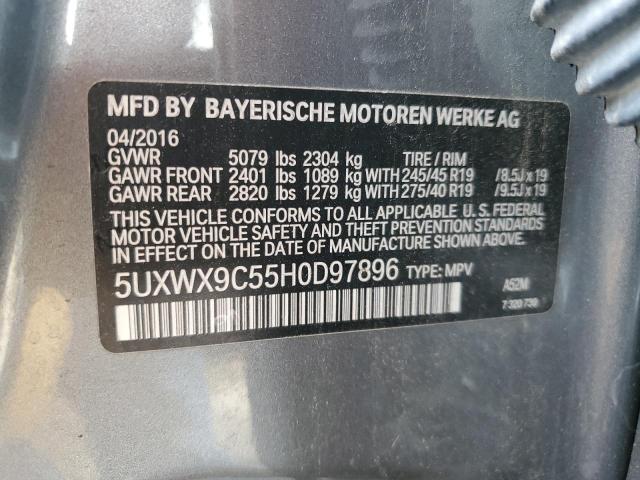 MFD BY BAYERISCHE MOTOREN WERKE AG
04/2016
GVWR 5079 lbs 2304 kg TIRE / RIM
GAWR FRONT 2401 lbs 1089 kg WITH 245/45 R19 /8.5J x 19
GAWR REAR 2820 lbs 1279 kg WITH 275/40 R19 /9.5J x 19
THIS VEHICLE CONFORMS TO ALL APPLICABLE U. S. FEDERAL
MOTOR VEHICLE SAFETY AND THEFT PREVENTION STANDARDS
IN EFFECT ON THE DATE OF MANUFACTURE SHOWN ABOVE.
5UXWX9C55H0D97896 TYPE: MPV A52MI
7 320 730